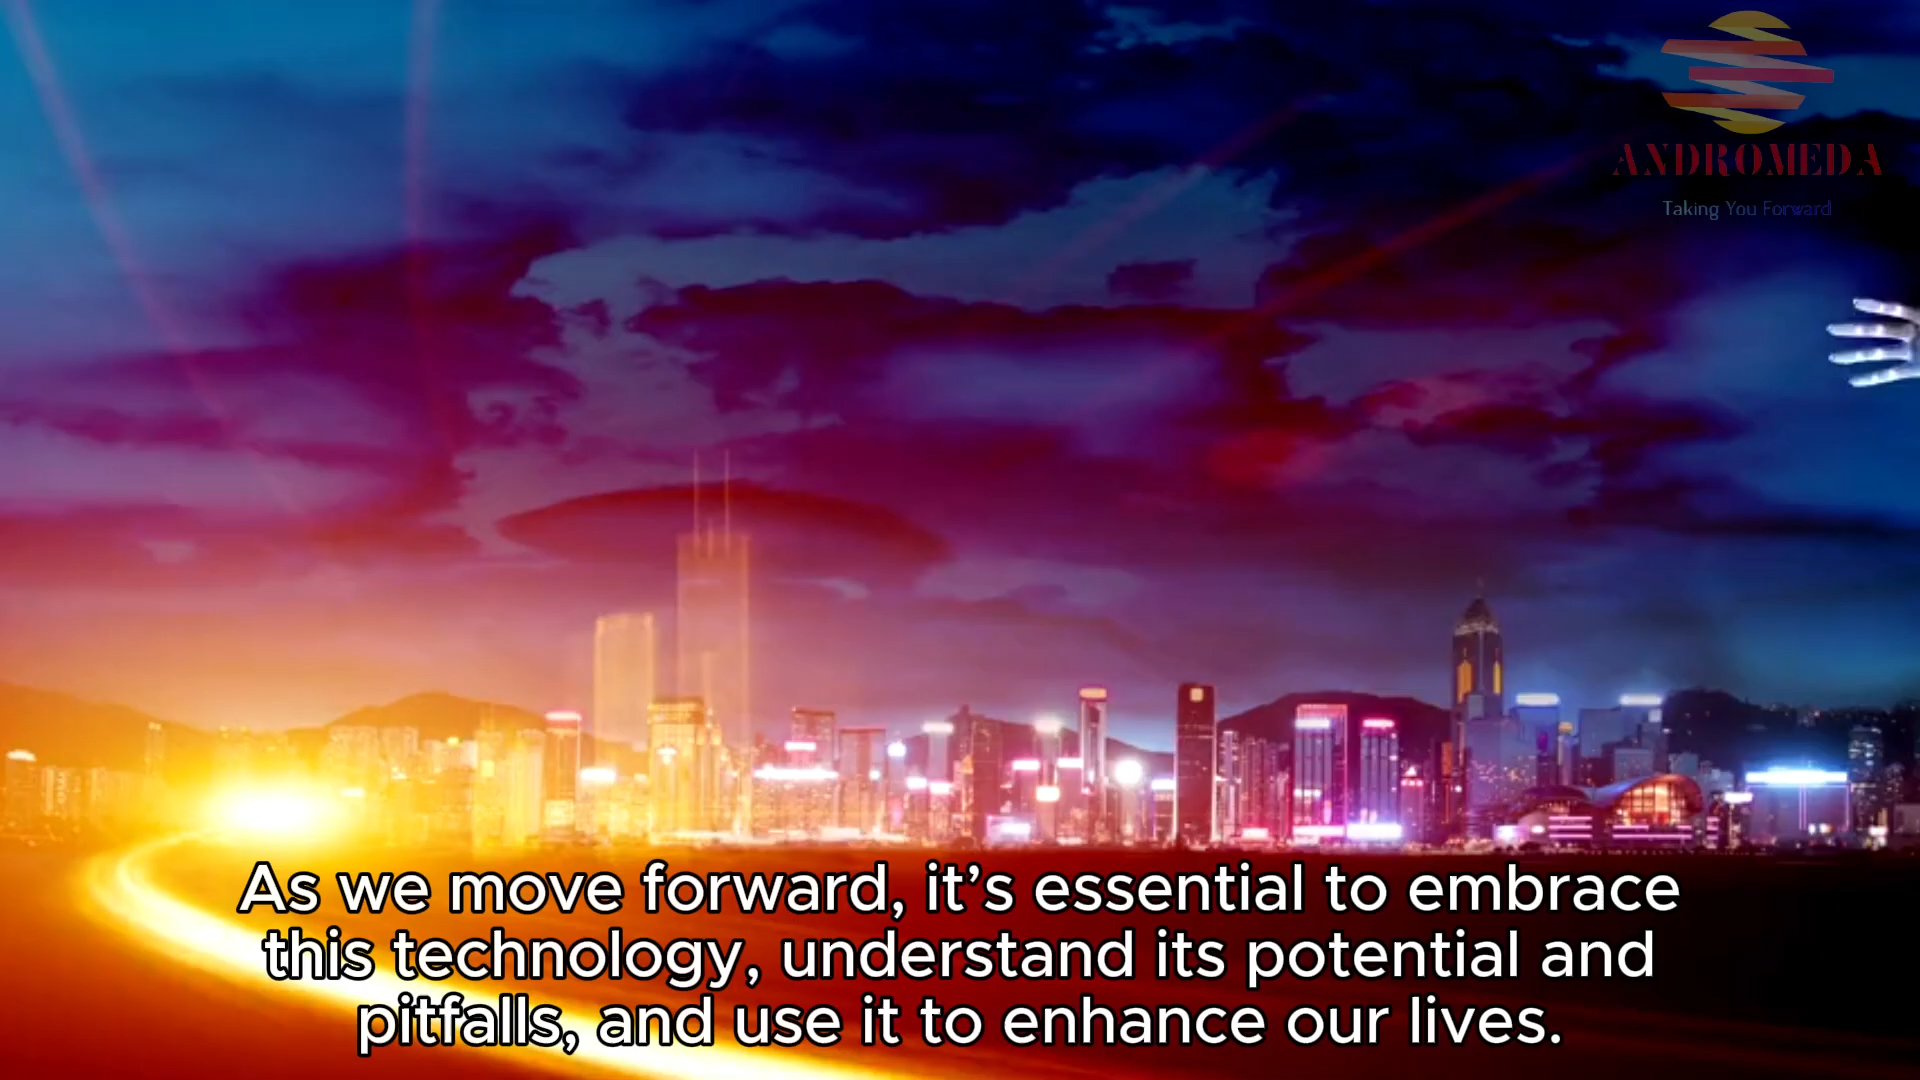 ANDROMEDA
Taking You Forward
As we move forward, it's essential to embrace
this technology, understand its potential and
pitfalls, and use it to enhance our lives.